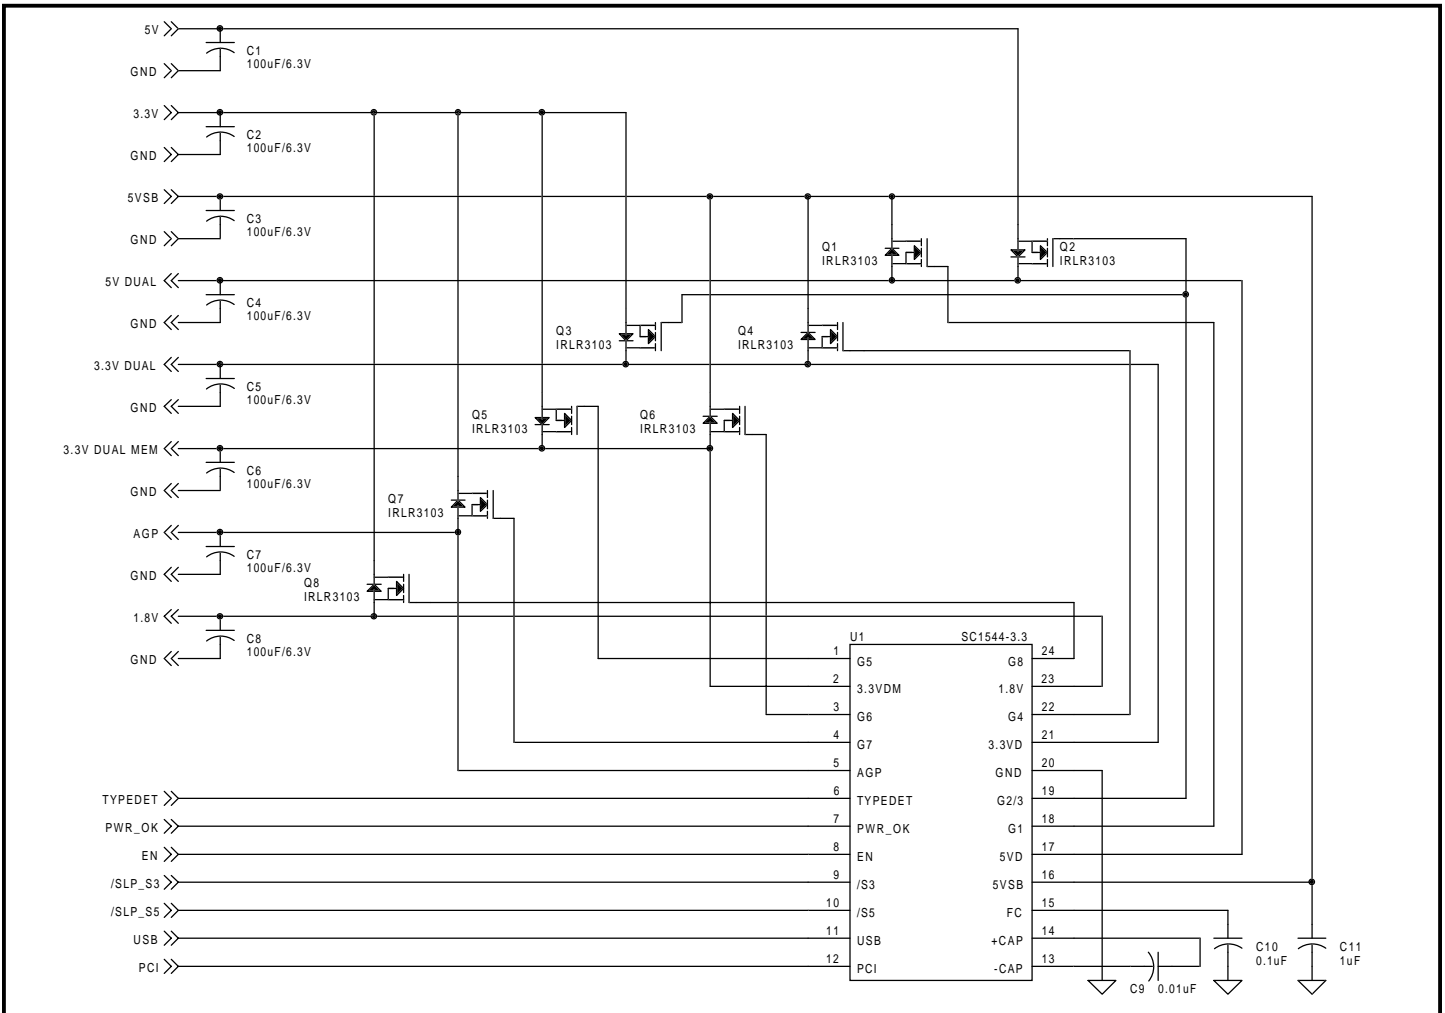 5V
C1
100uF/6.3V
GND
3.3V
C2
100uF/6.3V
GND
5VSB
C3
100uF/6.3V
GND
Q1
IRLR3103
Q2
IRLR3103
5V DUAL
C4
100uF/6.3V
GND
Q3
IRLR3103
Q4
IRLR3103
3.3V DUAL
C5
100uF/6.3V
GND
Q5
IRLR3103
Q6
IRLR3103
3.3V DUAL MEM
C6
100uF/6.3V
GND
Q7
IRLR3103
AGP
C7
100uF/6.3V
GND
Q8
IRLR3103
1.8V
C8
100uF/6.3V
GND
U1 SC1544-3.3
1 G5 G8 24
2 3.3VDM 1.8V 23
3 G6 G4 22
4 G7 3.3VD 21
5 AGP GND 20
TYPEDET 6 TYPEDET G2/3 19
PWR_OK 7 PWR_OK G1 18
EN 8 EN 5VD 17
/SLP_S3 9 /S3 5VSB 16
/SLP_S5 10 /S5 FC 15
USB 11 USB +CAP 14
PCI 12 PCI -CAP 13
C9 0.01uF
C10
0.1uF
C11
1uF